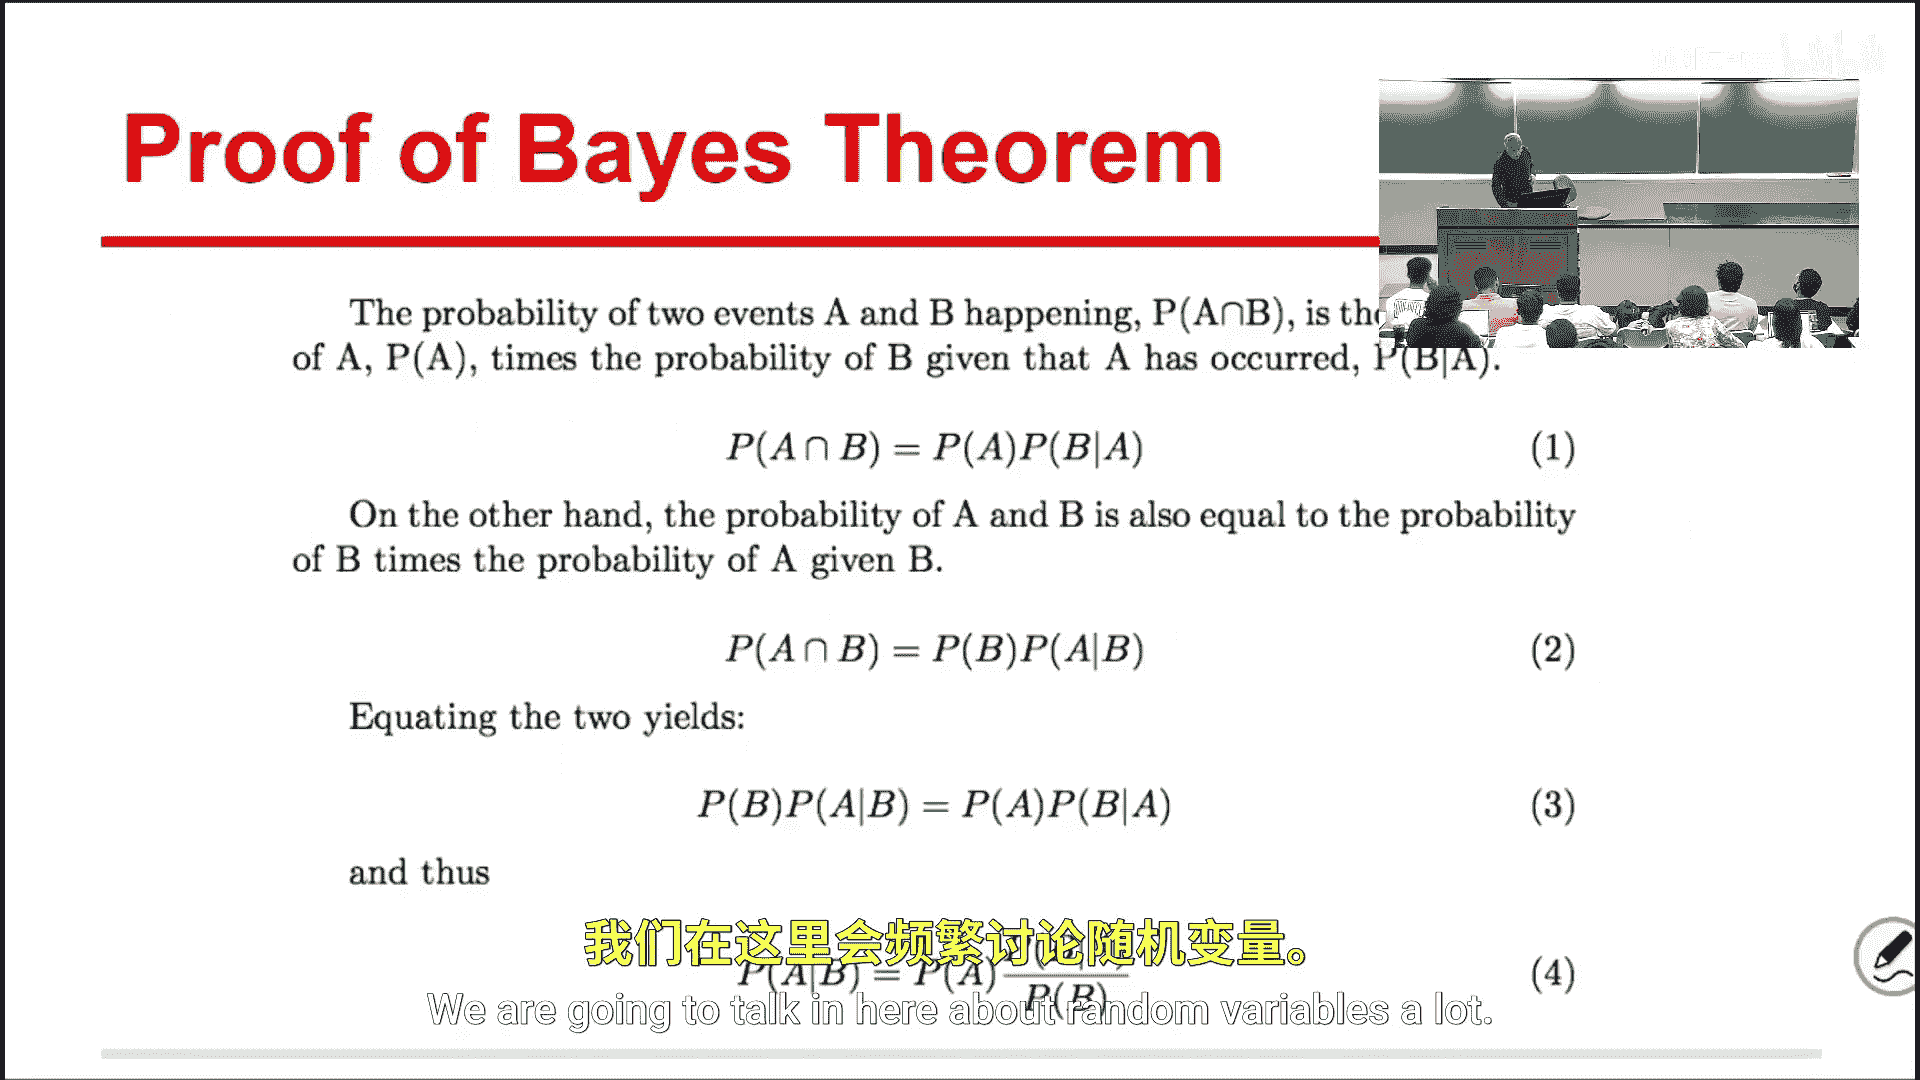 Proof of Bayes Theorem
The probability of two events A and B happening, P(A∩B), is the
of A, P(A), times the probability of B given that A has occurred, P(B|A).
P(A ∩ B) = P(A)P(B|A) (1)
On the other hand, the probability of A and B is also equal to the probability
of B times the probability of A given B.
P(A ∩ B) = P(B)P(A|B) (2)
Equating the two yields:
P(B)P(A|B) = P(A)P(B|A) (3)
and thus
我们在这里会频繁讨论随机变量。
P(A|B) = P(A) / P(B) (4)
We are going to talk in here about random variables a lot.